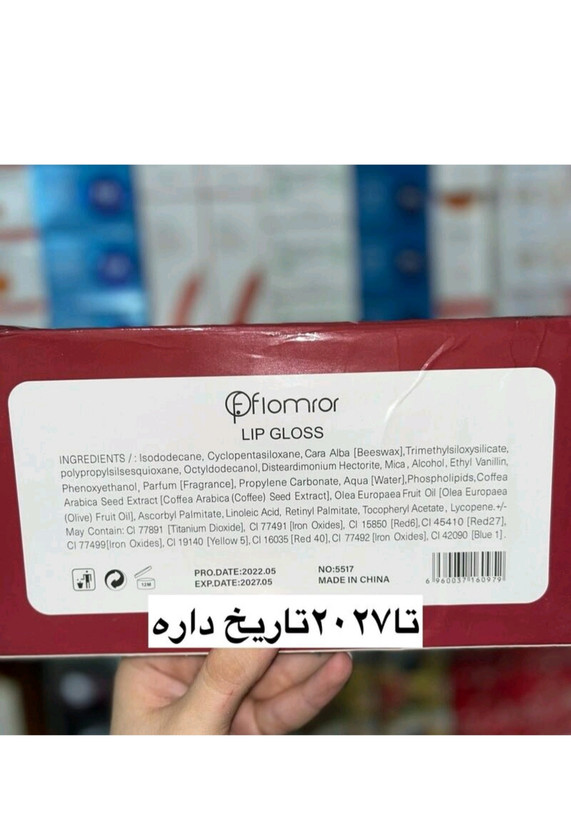 flomror
LIP GLOSS
INGREDIENTS / : Isododecane, Cyclopentasiloxane, Cara Alba [Beeswax],Trimethylsiloxysilicate,
polypropylsilsesquioxane, Octyldodecanol,Disteardimonium Hectorite, Mica , Alcohol , Ethyl Vanillin,
Phenoxyethanol , Parfum [Fragrance], Propylene Carbonate, Aqua [Water],Phospholipids,Coffea
Arabica Seed Extract [Coffea Arabica (Coffee) Seed Extract], Olea Europaea Fruit Oil [Olea Europaea
(Olive) Fruit Oil], Ascorbyl Palmitate, Linoleic Acid , Retinyl Palmitate, Tocopheryl Acetate , Lycopene.+/-
May Contain: CI 77891 [Titanium Dioxide], CI 77491 [Iron Oxides], CI 15850 [Red6],CI 45410 [Red27],
CI 77499[Iron Oxides], CI 19140 [Yellow 5],CI 16035 [Red 40],CI 77492 [Iron Oxides], CI 42090 [Blue 1] .
12M
PRO.DATE:2022.05
EXP.DATE:2027.05
NO:5517
MADE IN CHINA
6 960037 160979
تا۲۰۲۷تاریخ داره